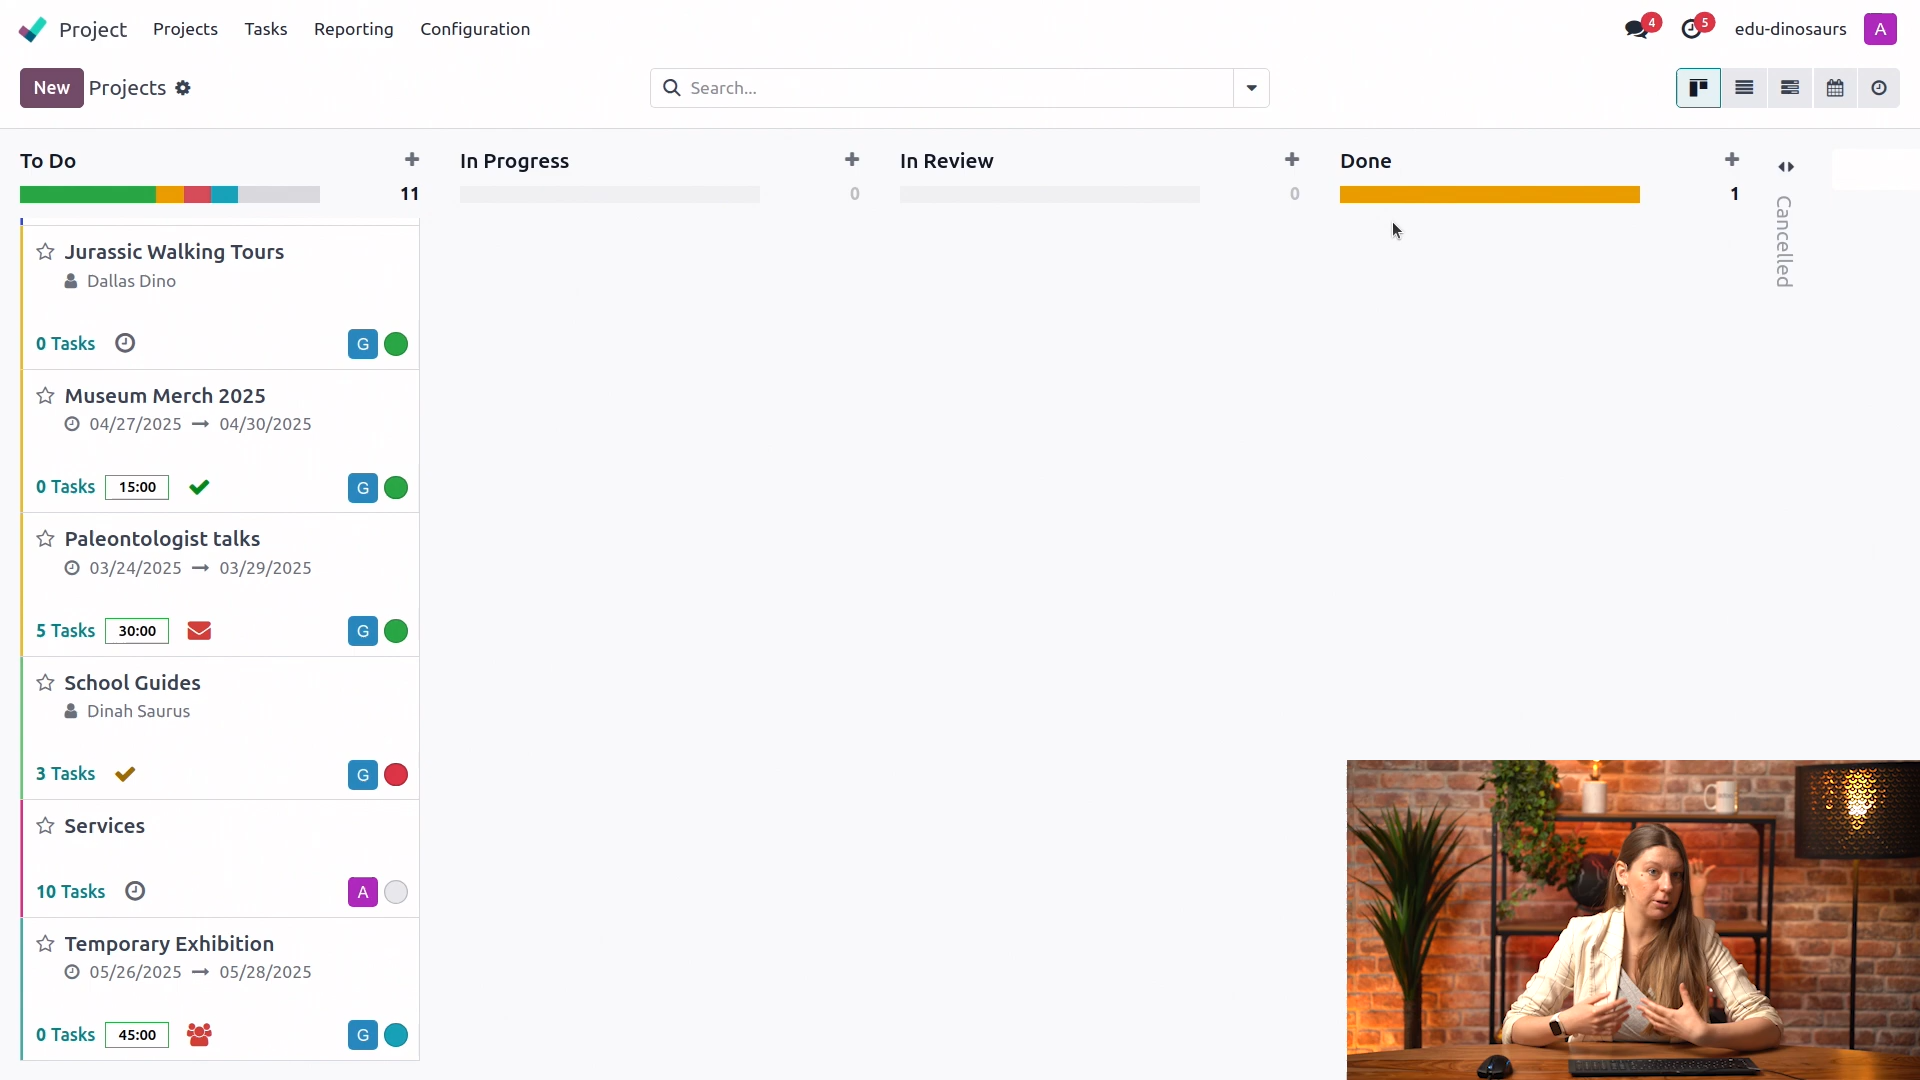 Project Projects Tasks Reporting Configuration 4 5 edu-dinosaurs A
New Projects Search...
To Do In Progress In Review Done Cancelled
11 0 0 1
Jurassic Walking Tours
Dallas Dino
0 Tasks G
Museum Merch 2025
04/27/2025 → 04/30/2025
0 Tasks 15:00 G
Paleontologist talks
03/24/2025 → 03/29/2025
5 Tasks 30:00 G
School Guides
Dinah Saurus
3 Tasks G
Services
10 Tasks A
Temporary Exhibition
05/26/2025 → 05/28/2025
0 Tasks 45:00 G